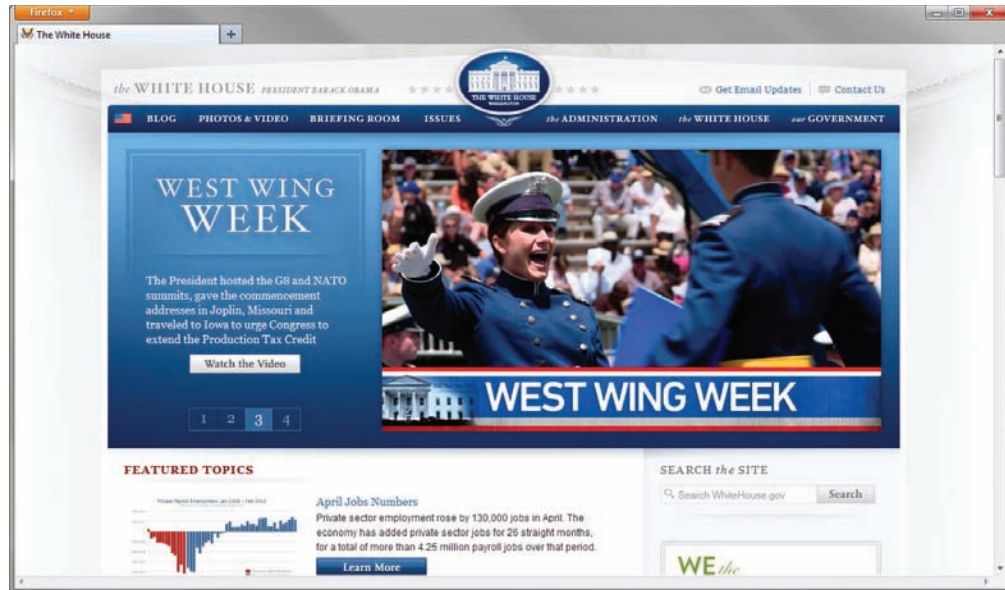 Firefox
The White House
the WHITE HOUSE PRESIDENT BARACK OBAMA
THE WHITE HOUSE
WASHINGTON
Get Email Updates
Contact Us
BLOG PHOTOS & VIDEO BRIEFING ROOM ISSUES the ADMINISTRATION the WHITE HOUSE our GOVERNMENT
WEST WING
WEEK
The President hosted the G8 and NATO
summits, gave the commencement
addresses in Joplin, Missouri and
traveled to Iowa to urge Congress to
extend the Production Tax Credit
Watch the Video
1 2 3 4
WEST WING WEEK
FEATURED TOPICS
Private Payroll Employment, Jan 2008 -
April Jobs Numbers
Private sector employment rose by 130,000 jobs in April. The
economy has added private sector jobs for 26 straight months,
for a total of more than 4.25 million payroll jobs over that period.
Learn More
SEARCH the SITE
Search WhiteHouse.gov
Search
WE the